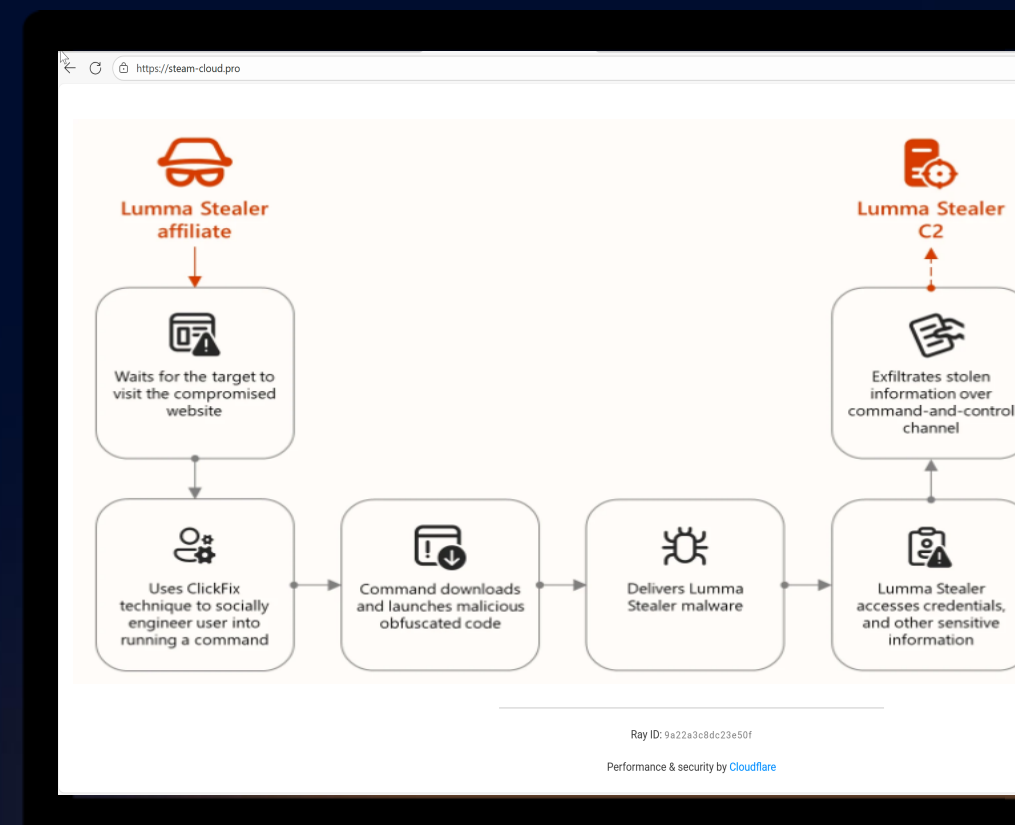 https://steam-cloud.pro
Lumma Stealer
affiliate
Lumma Stealer
C2
Waits for the target to
visit the compromised
website
Exfiltrates stolen
information over
command-and-control
channel
Uses ClickFix
technique to socially
engineer user into
running a command
Command downloads
and launches malicious
obfuscated code
Delivers Lumma
Stealer malware
Lumma Stealer
accesses credentials,
and other sensitive
information
Ray ID: 9a22a3c8dc23e50f
Performance & security by Cloudflare